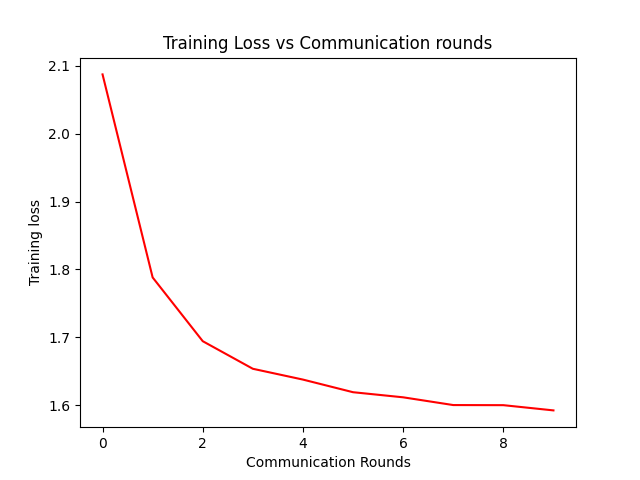 Training Loss vs Communication rounds
2.1
2.0
1.9
1.8
1.7
1.6
Training loss
0 2 4 6 8
Communication Rounds